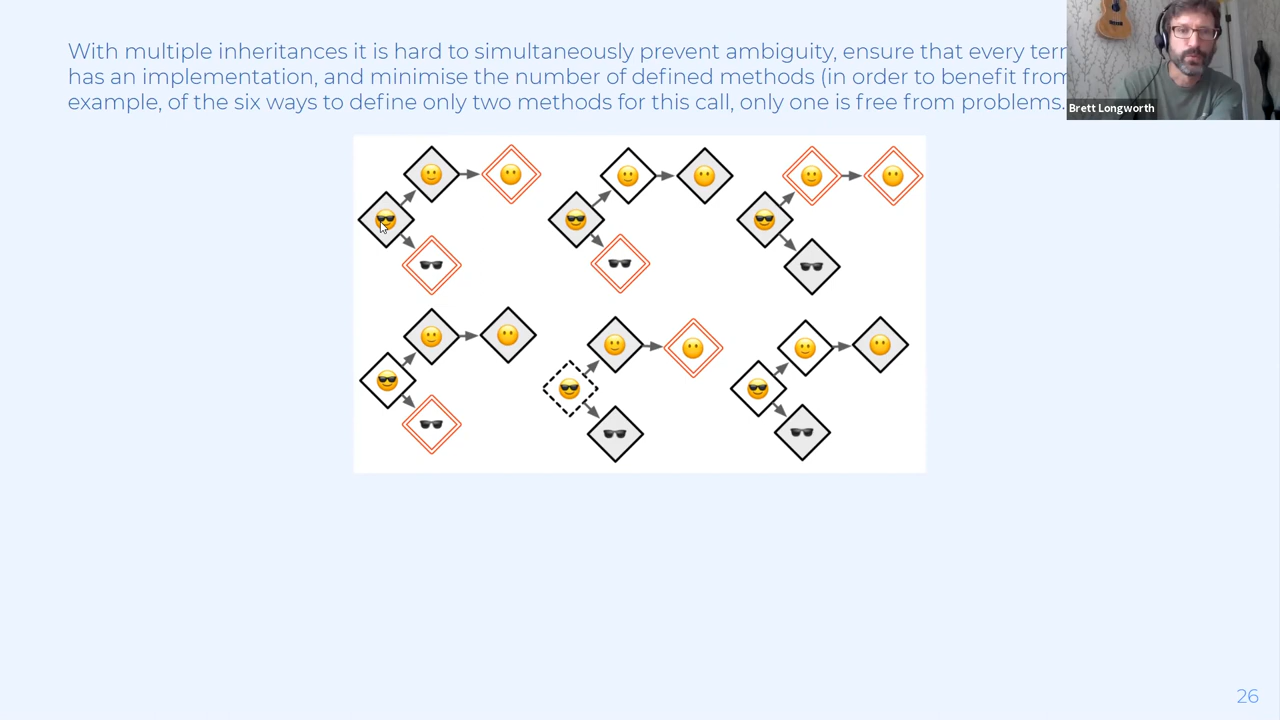 With multiple inheritances it is hard to simultaneously prevent ambiguity, ensure that every
has an implementation, and minimise the number of defined methods (in order to benefit from
example, of the six ways to define only two methods for this call, only one is free from problems.
Brett Longworth
26